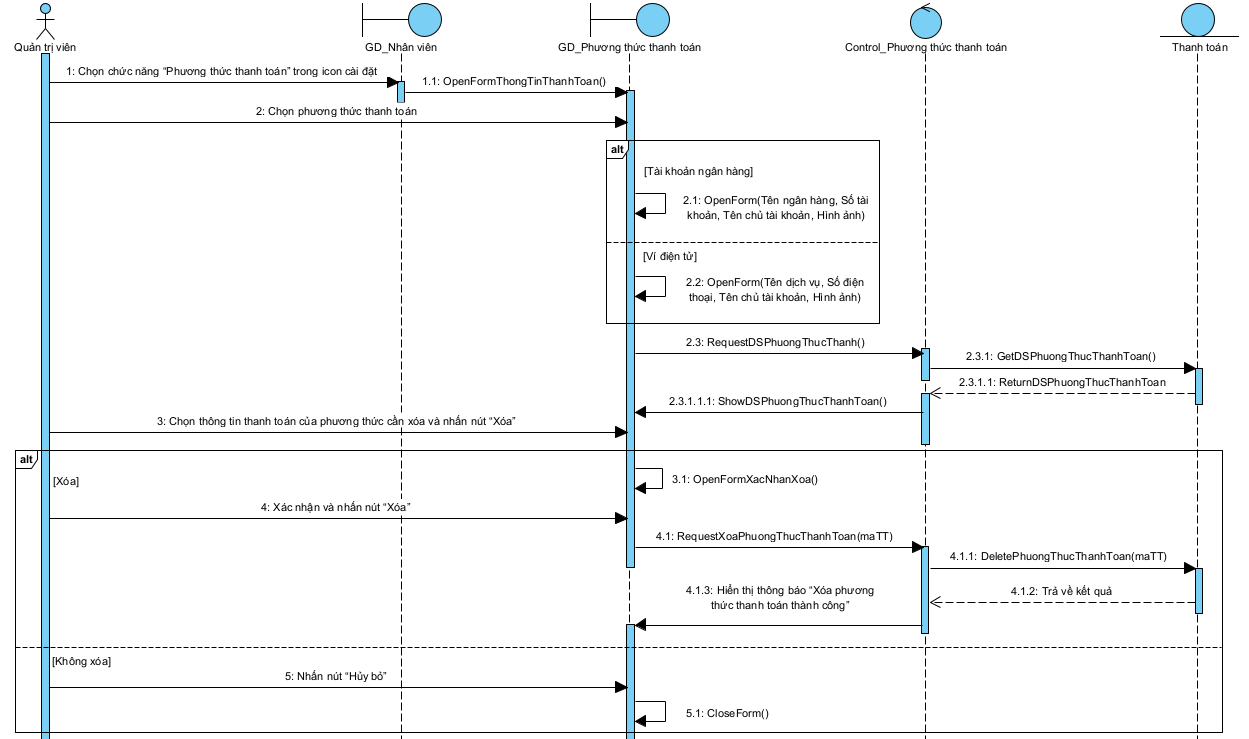 Quản trị viên
GD_Nhân viên
GD_Phương thức thanh toán
Control_Phương thức thanh toán
Thanh toán
1: Chọn chức năng “Phương thức thanh toán” trong icon cài đặt
1.1: OpenFormThongTinThanhToan()
2: Chọn phương thức thanh toán
alt
[Tài khoản ngân hàng]
2.1: OpenForm(Tên ngân hàng, Số tài
khoản, Tên chủ tài khoản, Hình ảnh)
[Ví điện tử]
2.2: OpenForm(Tên dịch vụ, Số điện
thoại, Tên chủ tài khoản, Hình ảnh)
2.3: RequestDSPhuongThucThanh()
2.3.1: GetDSPhuongThucThanhToan()
2.3.1.1: ReturnDSPhuongThucThanhToan
2.3.1.1.1: ShowDSPhuongThucThanhToan()
3: Chọn thông tin thanh toán của phương thức cần xóa và nhấn nút “Xóa”
alt
[Xóa]
3.1: OpenFormXacNhanXoa()
4: Xác nhận và nhấn nút “Xóa”
4.1: RequestXoaPhuongThucThanhToan(maTT)
4.1.1: DeletePhuongThucThanhToan(maTT)
4.1.2: Trả về kết quả
4.1.3: Hiển thị thông báo “Xóa phương
thức thanh toán thành công”
[Không xóa]
5: Nhấn nút “Hủy bỏ”
5.1: CloseForm()